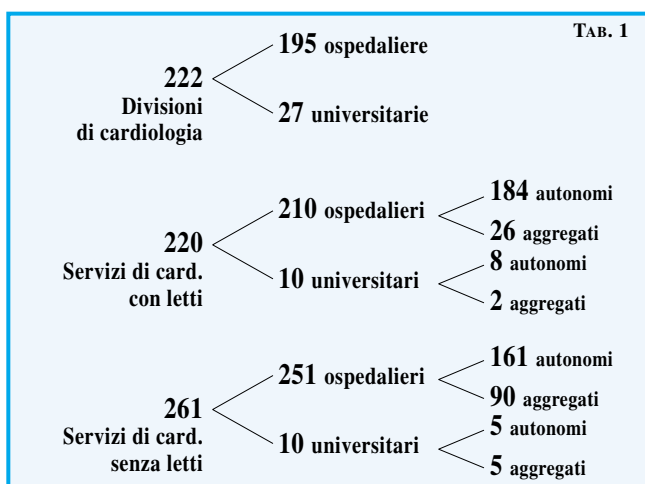 TAB. 1
195 ospedaliere
222
Divisioni
di cardiologia
27 universitarie
184 autonomi
210 ospedalieri
26 aggregati
220
Servizi di card.
con letti
8 autonomi
10 universitari
2 aggregati
161 autonomi
251 ospedalieri
90 aggregati
261
Servizi di card.
senza letti
5 autonomi
10 universitari
5 aggregati